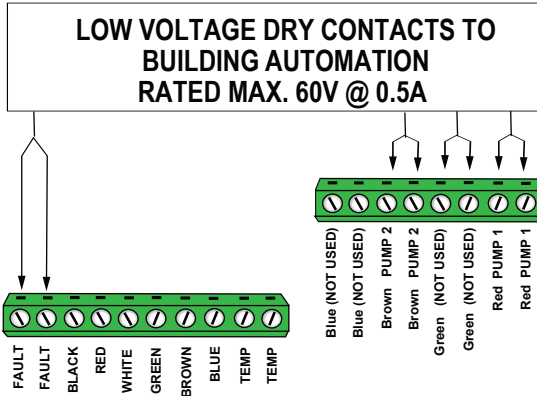 LOW VOLTAGE DRY CONTACTS TO
BUILDING AUTOMATION
RATED MAX. 60V @ 0.5A
Blue (NOT USED)
Blue (NOT USED)
Brown PUMP 2
Brown PUMP 2
Green (NOT USED)
Green (NOT USED)
Red PUMP 1
Red PUMP 1
FAULT
FAULT
BLACK
RED
WHITE
GREEN
BROWN
BLUE
TEMP
TEMP